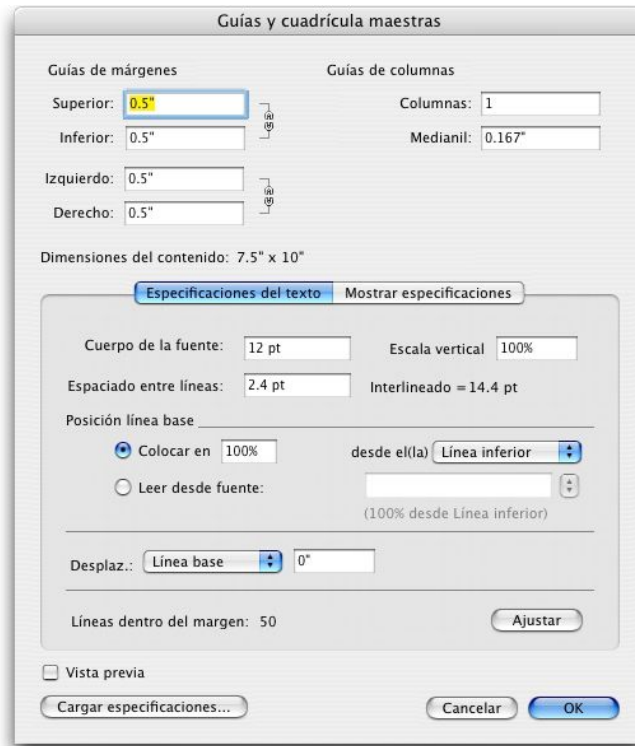 Guías y cuadrícula maestras
Guías de márgenes
Guías de columnas
Superior: 0.5"
Columnas: 1
Inferior: 0.5"
Medianil: 0.167"
Izquierdo: 0.5"
Derecho: 0.5"
Dimensiones del contenido: 7.5" x 10"
Especificaciones del texto Mostrar especificaciones
Cuerpo de la fuente: 12 pt Escala vertical 100%
Espaciado entre líneas: 2.4 pt Interlineado = 14.4 pt
Posición línea base
Colocar en 100% desde el(la) Línea inferior
Leer desde fuente:
(100% desde Línea inferior)
Desplaz.: Línea base 0"
Líneas dentro del margen: 50 Ajustar
Vista previa
Cargar especificaciones... Cancelar OK